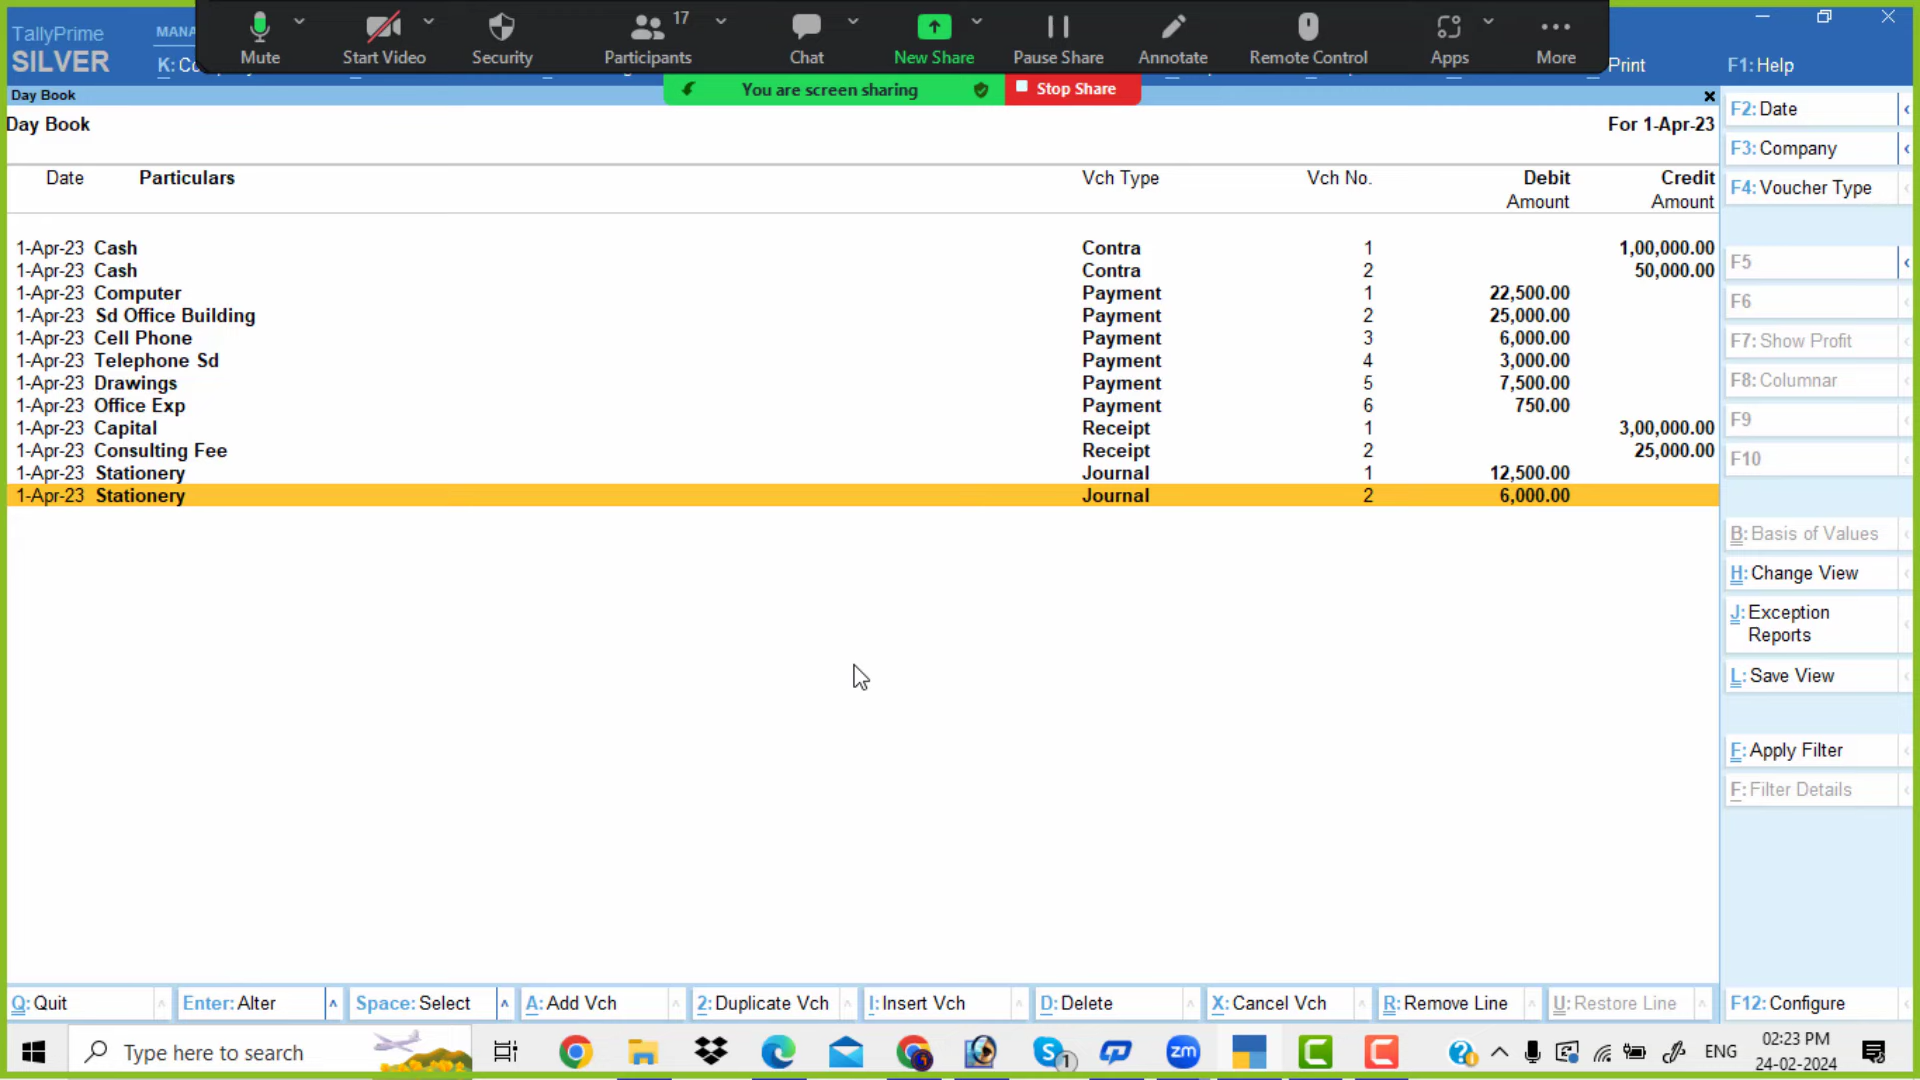 TallyPrime
SILVER
MANA
K: Co
Mute
Start Video
Security
Participants
17
Chat
New Share
Pause Share
Annotate
Remote Control
Apps
More
You are screen sharing
Stop Share
Print
F1: Help
Day Book
Day Book
For 1-Apr-23
Date Particulars Vch Type Vch No. Debit Credit
Amount Amount
1-Apr-23 Cash Contra 1 1,00,000.00
1-Apr-23 Cash Contra 2 50,000.00
1-Apr-23 Computer Payment 1 22,500.00
1-Apr-23 Sd Office Building Payment 2 25,000.00
1-Apr-23 Cell Phone Payment 3 6,000.00
1-Apr-23 Telephone Sd Payment 4 3,000.00
1-Apr-23 Drawings Payment 5 7,500.00
1-Apr-23 Office Exp Payment 6 750.00
1-Apr-23 Capital Receipt 1 3,00,000.00
1-Apr-23 Consulting Fee Receipt 2 25,000.00
1-Apr-23 Stationery Journal 1 12,500.00
1-Apr-23 Stationery Journal 2 6,000.00
F2: Date
F3: Company
F4: Voucher Type
F5
F6
F7: Show Profit
F8: Columnar
F9
F10
B: Basis of Values
H: Change View
J: Exception
Reports
L: Save View
F: Apply Filter
F: Filter Details
Q: Quit
Enter: Alter
Space: Select
A: Add Vch
2: Duplicate Vch
I: Insert Vch
D: Delete
X: Cancel Vch
R: Remove Line
U: Restore Line
F12: Configure
Type here to search
1
zm
ENG
02:23 PM
24-02-2024